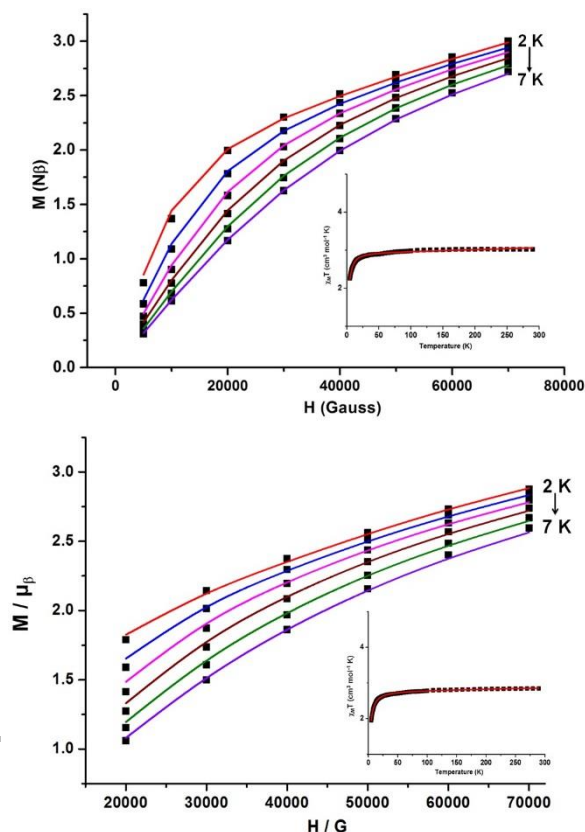 M (Nβ)
3.0
2.5
2.0
1.5
1.0
0.5
0.0
2 K
7 K
χMT (cm³ mol⁻¹ K)
4
2
0 50 100 150 200 250 300
Temperature (K)
0 20000 40000 60000 80000
H (Gauss)
M / μβ
3.0
2.5
2.0
1.5
1.0
2 K
7 K
χMT (cm³ mol⁻¹ K)
4
2
0 50 100 150 200 250 300
Temperature (K)
20000 30000 40000 50000 60000 70000
H / G